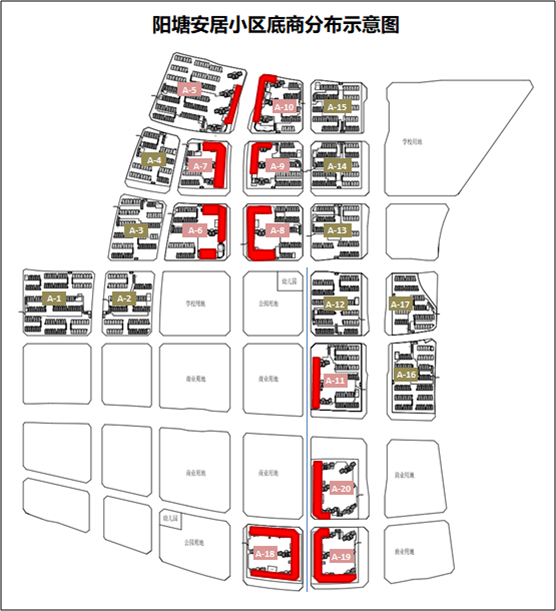 阳塘安居小区底商分布示意图
A-5
A-10
A-15
学校用地
A-4
A-7
A-9
A-14
A-3
A-6
A-8
A-13
幼儿园
A-1
A-2
学校用地
公园用地
A-12
A-17
商业用地
商业用地
A-11
A-16
商业用地
商业用地
A-20
商业用地
幼儿园
公园用地
A-18
A-19
商业用地